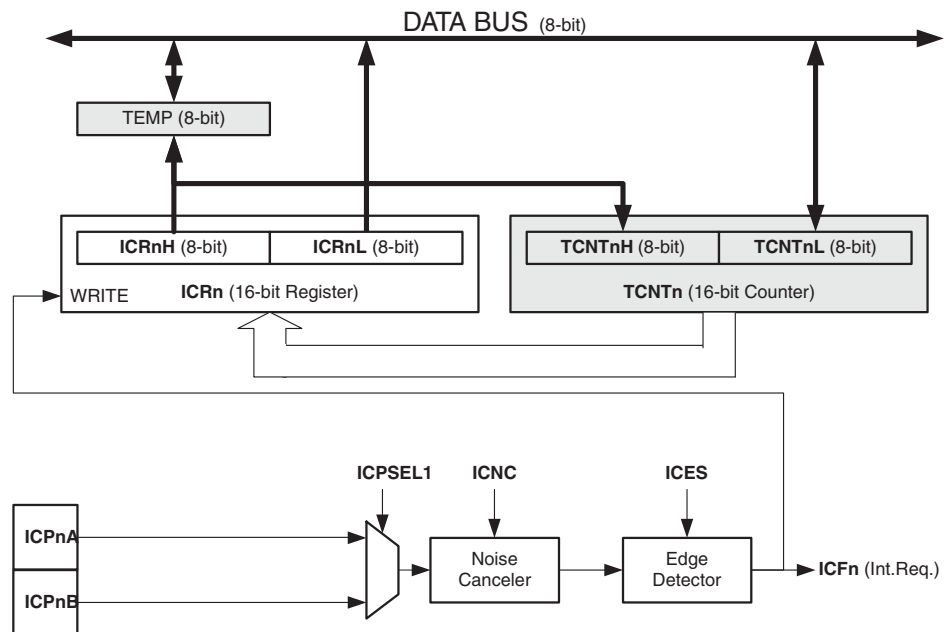 DATA BUS (8-bit)
TEMP (8-bit)
ICRnH (8-bit) ICRnL (8-bit) TCNTnH (8-bit) TCNTnL (8-bit)
WRITE ICRn (16-bit Register) TCNTn (16-bit Counter)
ICPSEL1 ICNC ICES
ICPnA
Noise
Canceler
Edge
Detector
ICFn (Int.Req.)
ICPnB